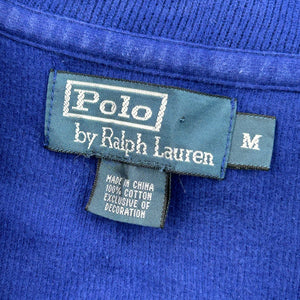 Polo
by Ralph Lauren
M
MADE IN CHINA
100% COTTON
EXCLUSIVE OF
DECORATION